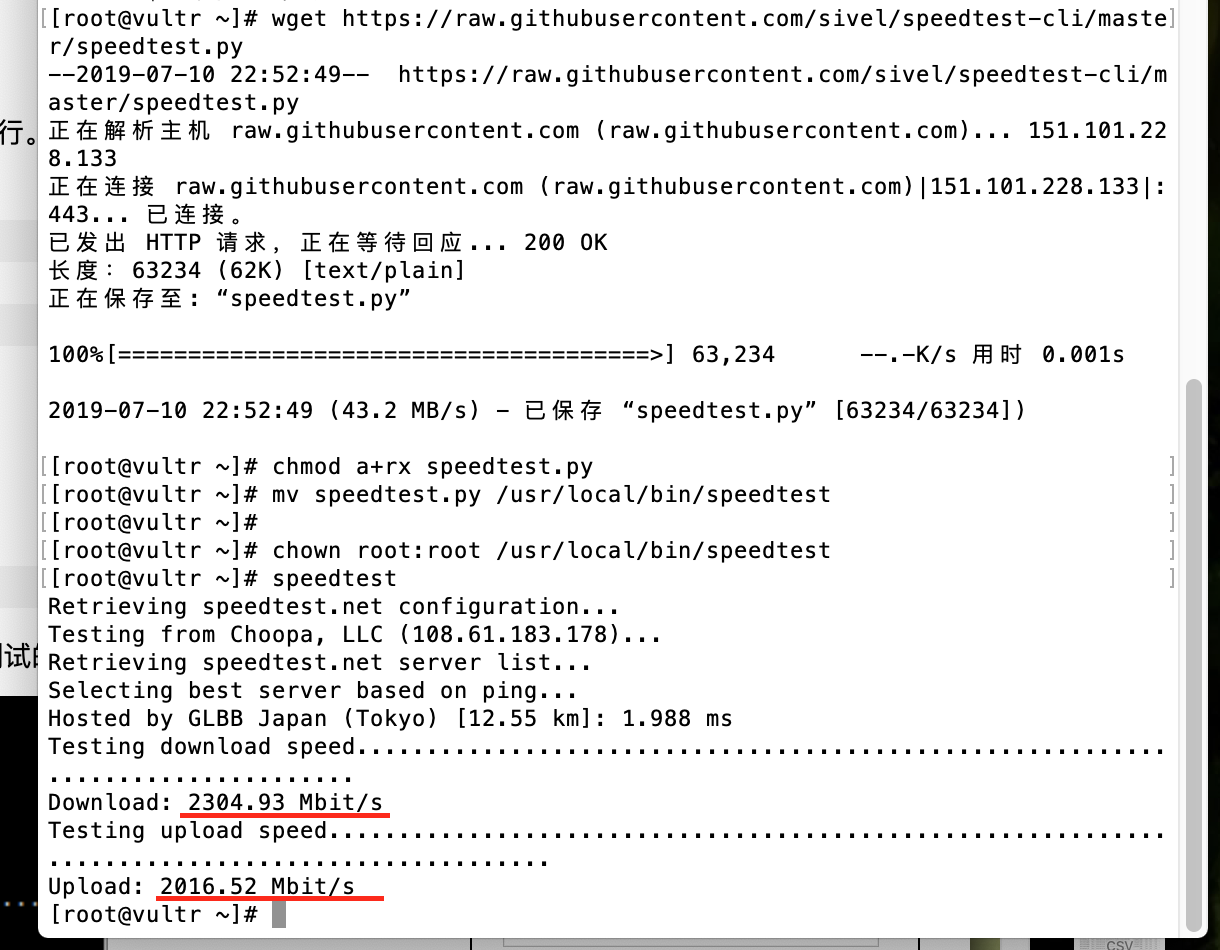 [[root@vultr ~]# wget https://raw.githubusercontent.com/sivel/speedtest-cli/maste]
r/speedtest.py
--2019-07-10 22:52:49--  https://raw.githubusercontent.com/sivel/speedtest-cli/m
aster/speedtest.py
行。
正在解析主机 raw.githubusercontent.com (raw.githubusercontent.com)... 151.101.22
8.133
正在连接 raw.githubusercontent.com (raw.githubusercontent.com)|151.101.228.133|:
443... 已连接。
已发出 HTTP 请求，正在等待回应... 200 OK
长度：63234 (62K) [text/plain]
正在保存至: “speedtest.py”
100%[======================================>] 63,234      --.-K/s 用时 0.001s
2019-07-10 22:52:49 (43.2 MB/s) - 已保存 “speedtest.py” [63234/63234])
[[root@vultr ~]# chmod a+rx speedtest.py ]
[[root@vultr ~]# mv speedtest.py /usr/local/bin/speedtest ]
[[root@vultr ~]# ]
[[root@vultr ~]# chown root:root /usr/local/bin/speedtest ]
[[root@vultr ~]# speedtest ]
Retrieving speedtest.net configuration...
Testing from Choopa, LLC (108.61.183.178)...
试
Retrieving speedtest.net server list...
Selecting best server based on ping...
Hosted by GLBB Japan (Tokyo) [12.55 km]: 1.988 ms
Testing download speed..........................................................
......................
Download: 2304.93 Mbit/s
Testing upload speed............................................................
....................................
Upload: 2016.52 Mbit/s
[root@vultr ~]#
CSV